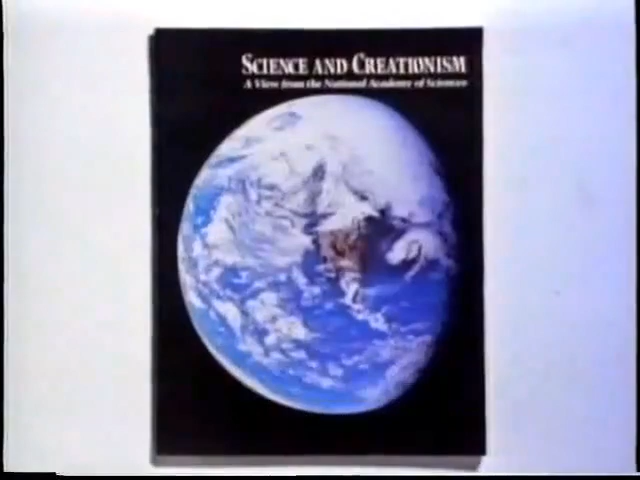 SCIENCE AND CREATIONISM
A View from the National Academy of Sciences